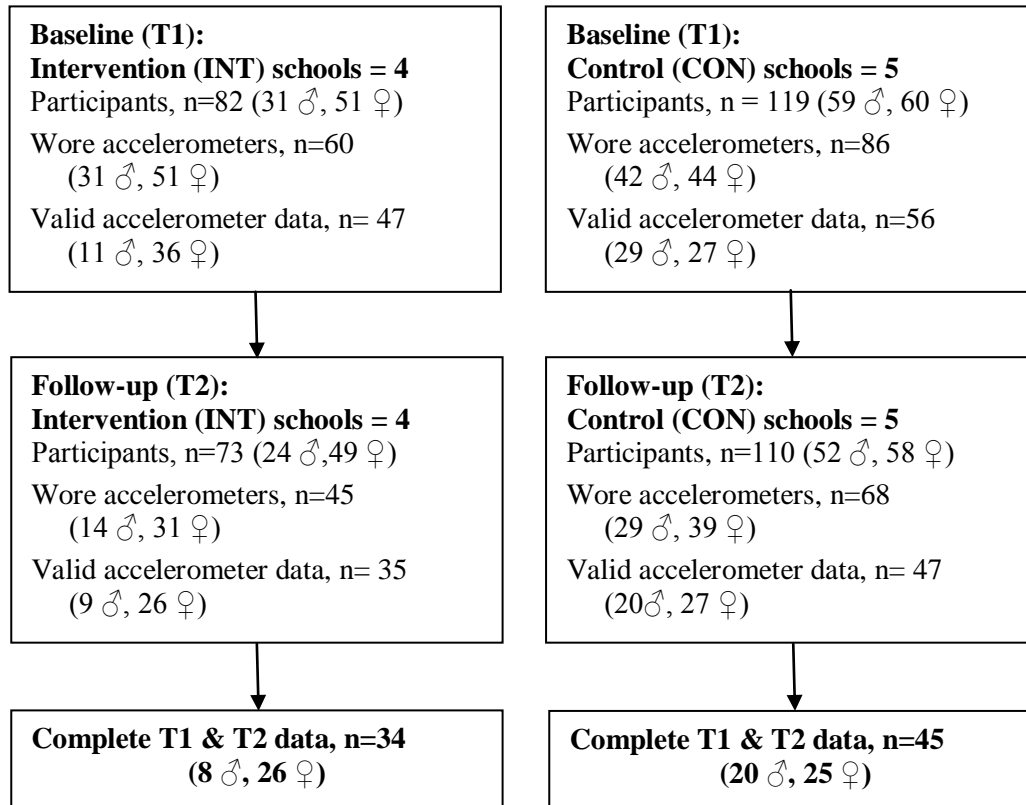 Baseline (T1):
Intervention (INT) schools = 4
Participants, n=82 (31 ♂, 51 ♀)
Wore accelerometers, n=60
(31 ♂, 51 ♀)
Valid accelerometer data, n= 47
(11 ♂, 36 ♀)
Baseline (T1):
Control (CON) schools = 5
Participants, n = 119 (59 ♂, 60 ♀)
Wore accelerometers, n=86
(42 ♂, 44 ♀)
Valid accelerometer data, n=56
(29 ♂, 27 ♀)
Follow-up (T2):
Intervention (INT) schools = 4
Participants, n=73 (24 ♂,49 ♀)
Wore accelerometers, n=45
(14 ♂, 31 ♀)
Valid accelerometer data, n= 35
(9 ♂, 26 ♀)
Follow-up (T2):
Control (CON) schools = 5
Participants, n=110 (52 ♂, 58 ♀)
Wore accelerometers, n=68
(29 ♂, 39 ♀)
Valid accelerometer data, n= 47
(20♂, 27 ♀)
Complete T1 & T2 data, n=34
(8 ♂, 26 ♀)
Complete T1 & T2 data, n=45
(20 ♂, 25 ♀)